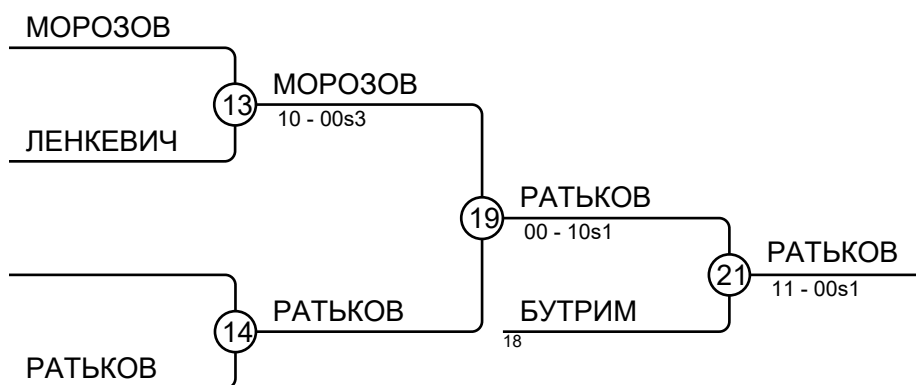 МОРОЗОВ
13
МОРОЗОВ
10 - 00s3
ЛЕНКЕВИЧ
19
РАТЬКОВ
00 - 10s1
21
РАТЬКОВ
11 - 00s1
14
РАТЬКОВ
БУТРИМ
18
РАТЬКОВ